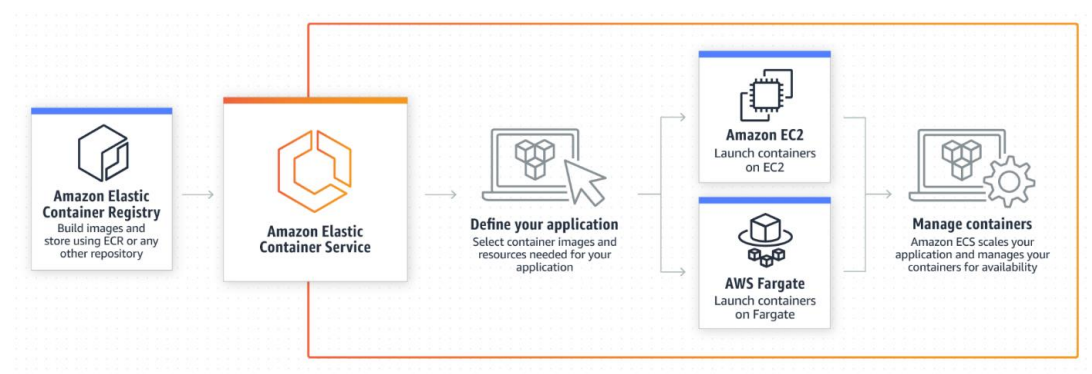 Amazon Elastic
Container Registry
Build images and
store using ECR or any
other repository
Amazon Elastic
Container Service
Define your application
Select container images and
resources needed for your
application
Amazon EC2
Launch containers
on EC2
AWS Fargate
Launch containers
on Fargate
Manage containers
Amazon ECS scales your
application and manages your
containers for availability